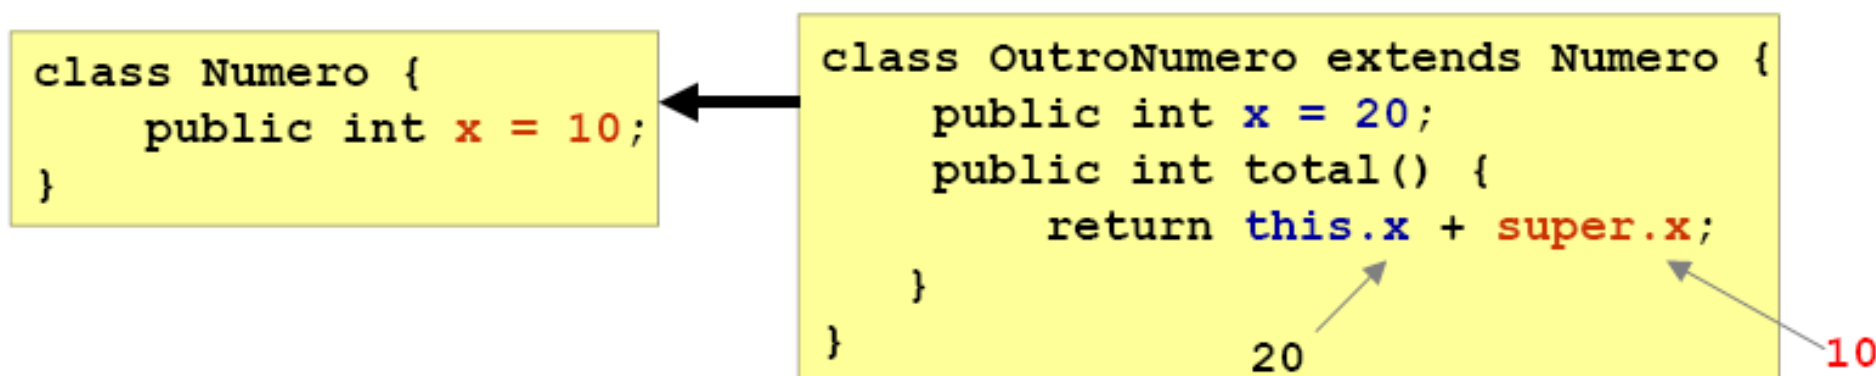 class Numero {
public int x = 10;
}
class OutroNumero extends Numero {
public int x = 20;
public int total() {
return this.x + super.x;
}
}
20
10